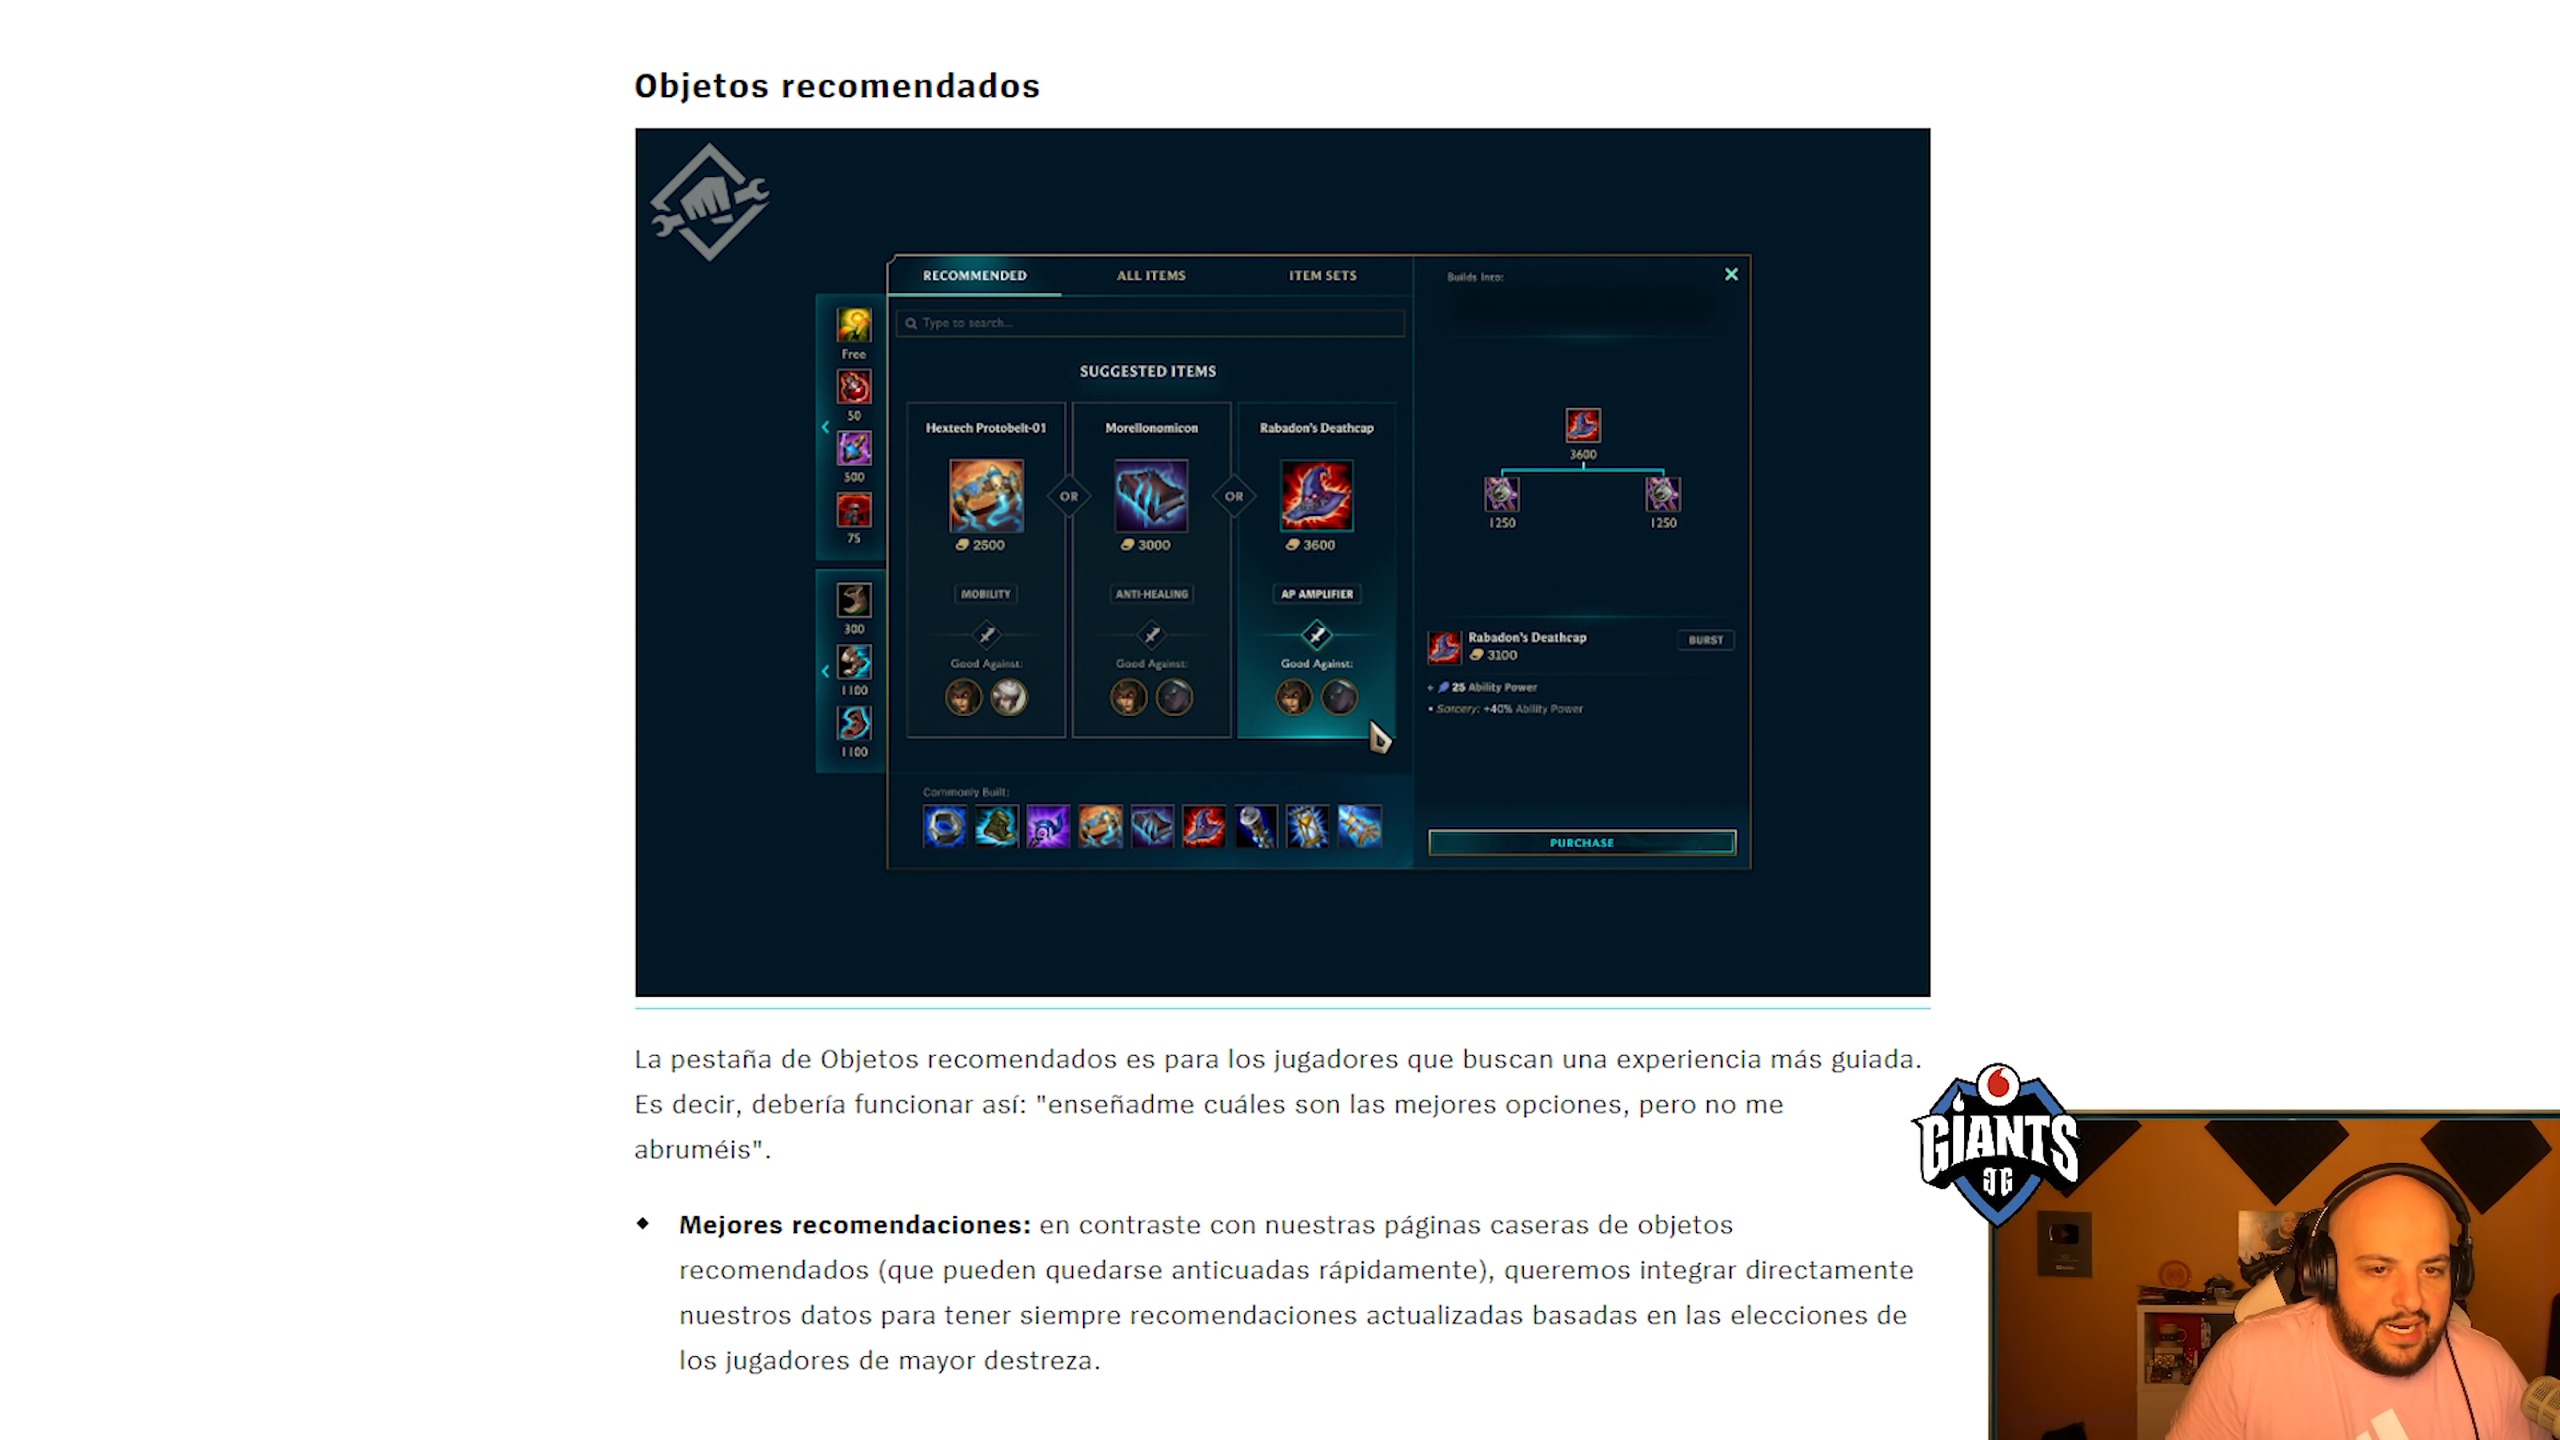 Objetos recomendados
RECOMMENDED
ALL ITEMS
ITEM SETS
Builds Into:
Type to search...
Free
50
500
75
300
1100
1100
SUGGESTED ITEMS
Hextech Protobelt-01
Morellonomicon
Rabadon's Deathcap
OR
OR
2500
3000
3600
MOBILITY
ANTI-HEALING
AP AMPLIFIER
Good Against:
Good Against:
Good Against:
Commonly Built:
3600
1250
1250
Rabadon's Deathcap
BURST
3100
+ 25 Ability Power
• Sorcery: +40% Ability Power
PURCHASE
La pestaña de Objetos recomendados es para los jugadores que buscan una experiencia más guiada.
Es decir, debería funcionar así: "enseñadme cuáles son las mejores opciones, pero no me
abruméis".
Mejores recomendaciones: en contraste con nuestras páginas caseras de objetos
recomendados (que pueden quedarse anticuadas rápidamente), queremos integrar directamente
nuestros datos para tener siempre recomendaciones actualizadas basadas en las elecciones de
los jugadores de mayor destreza.
GIANTS